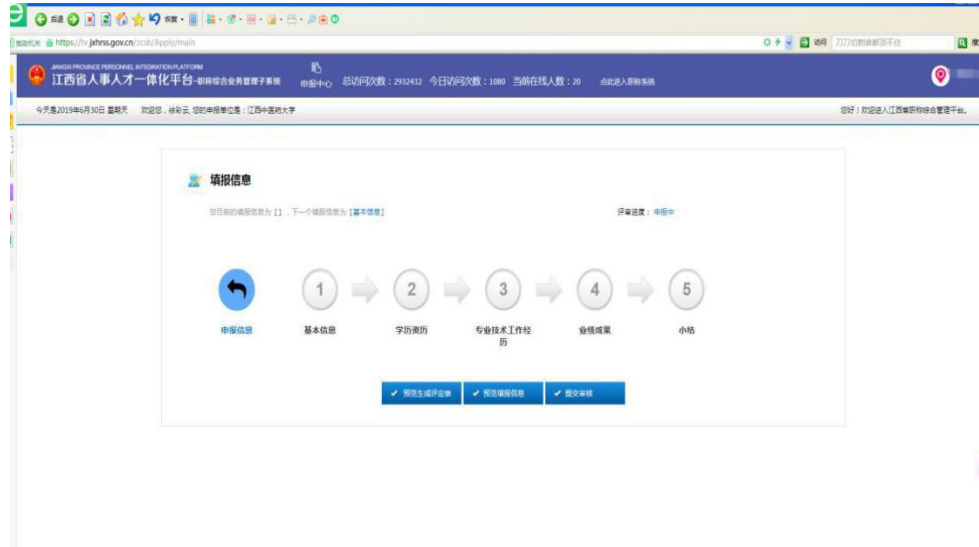 后退 恢复
https://hr.jxhrss.gov.cn/zcsb/Apply/main 访问
JIANGXI PROVINCE PERSONNEL INTEGRATION PLATFORM
江西省人事人才一体化平台-职称综合业务管理子系统 申报中心 总访问次数：2932432 今日访问次数：1080 当前在线人数：20 点此进入职称系统
今天是2019年6月30日 星期天 欢迎您，徐彩云, 您的申报单位是：江西中医药大学 您好！欢迎进入江西省职称综合管理平台。
填报信息
您目前的填报信息为 [] ，下一个填报信息为 [基本信息] 评审进度：申报中
1 2 3 4 5
申报信息 基本信息 学历资历 专业技术工作经 业绩成果 小结
历
预览生成评定表 预览填报信息 提交审核